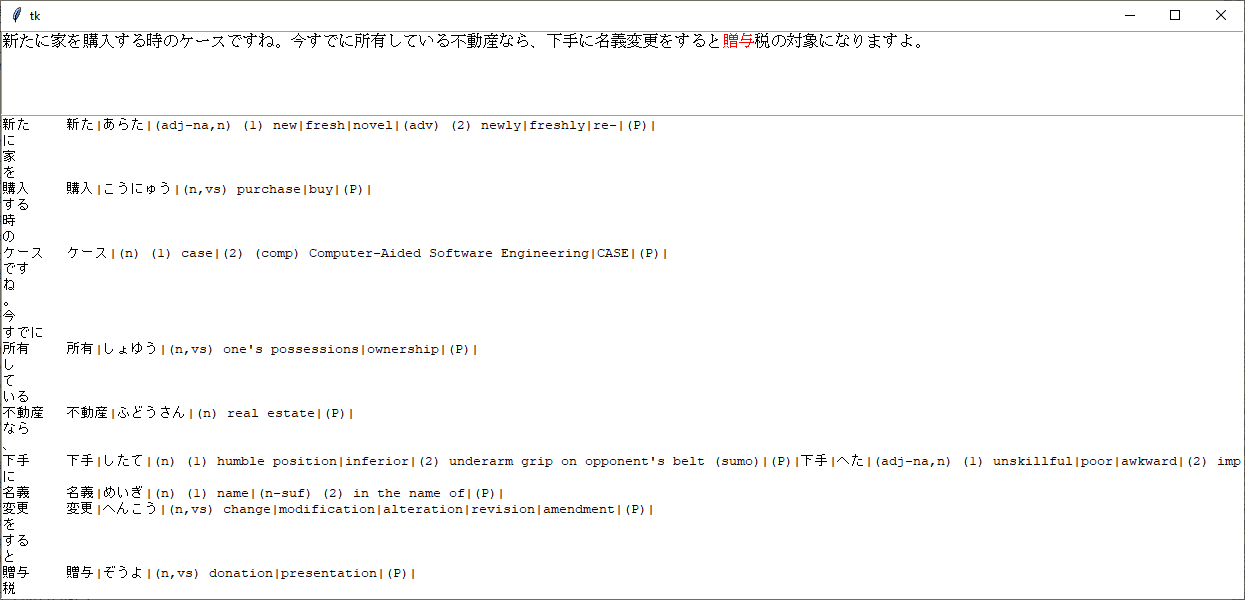 tk
新たに家を購入する時のケースですね。今すでに所有している不動産なら、下手に名義変更をすると贈与税の対象になりますよ。
新た 新た|あらた|(adj-na,n) (1) new|fresh|novel|(adv) (2) newly|freshly|re-|(P)|
に
家
を
購入 購入|こうにゅう|(n,vs) purchase|buy|(P)|
する
時
の
ケース ケース|(n) (1) case|(2) (comp) Computer-Aided Software Engineering|CASE|(P)|
です
ね
。
今
すでに
所有 所有|しょゆう|(n,vs) one's possessions|ownership|(P)|
し
て
いる
不動産 不動産|ふどうさん|(n) real estate|(P)|
なら
、
下手 下手|したて|(n) (1) humble position|inferior|(2) underarm grip on opponent's belt (sumo)|(P)|下手|へた|(adj-na,n) (1) unskillful|poor|awkward|(2) imp
に
名義 名義|めいぎ|(n) (1) name|(n-suf) (2) in the name of|(P)|
変更 変更|へんこう|(n,vs) change|modification|alteration|revision|amendment|(P)|
を
する
と
贈与 贈与|ぞうよ|(n,vs) donation|presentation|(P)|
税